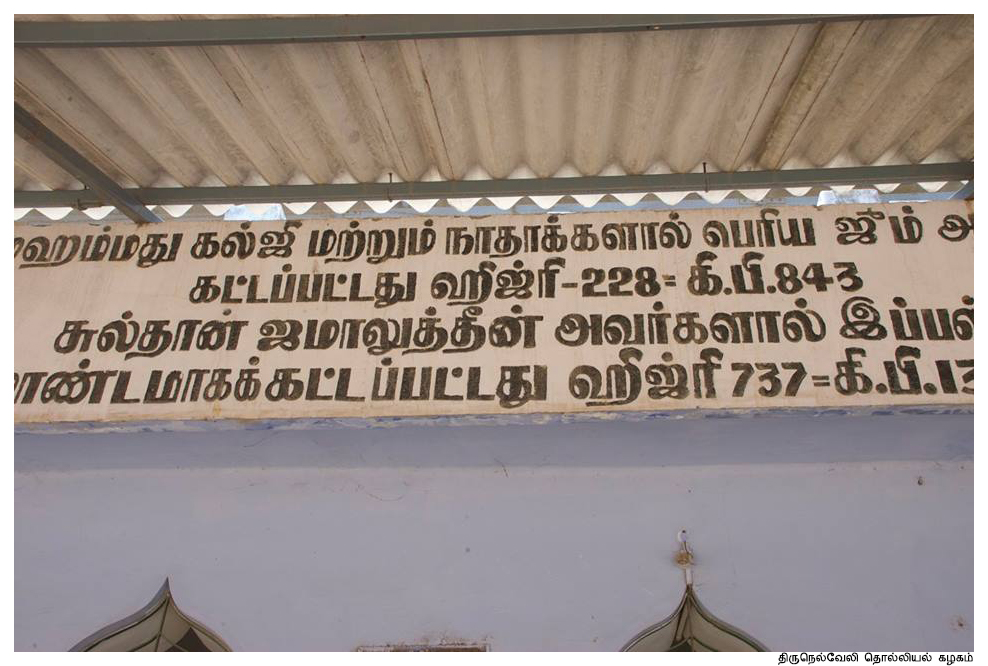 ஹம்மது கல்ஜி மற்றும் நாதாக்களால் பெரிய ஜும்
கட்டப்பட்டது ஹிஜ்ரி-228=கி.பி.843
சுல்தான் ஜமாலுத்தீன் அவர்களால் இப்பள்
ாண்டமாகக்கட்டப்பட்டது ஹிஜ்ரி 737=கி.பி.13
திருநெல்வேலி தொல்லியல் கழகம்